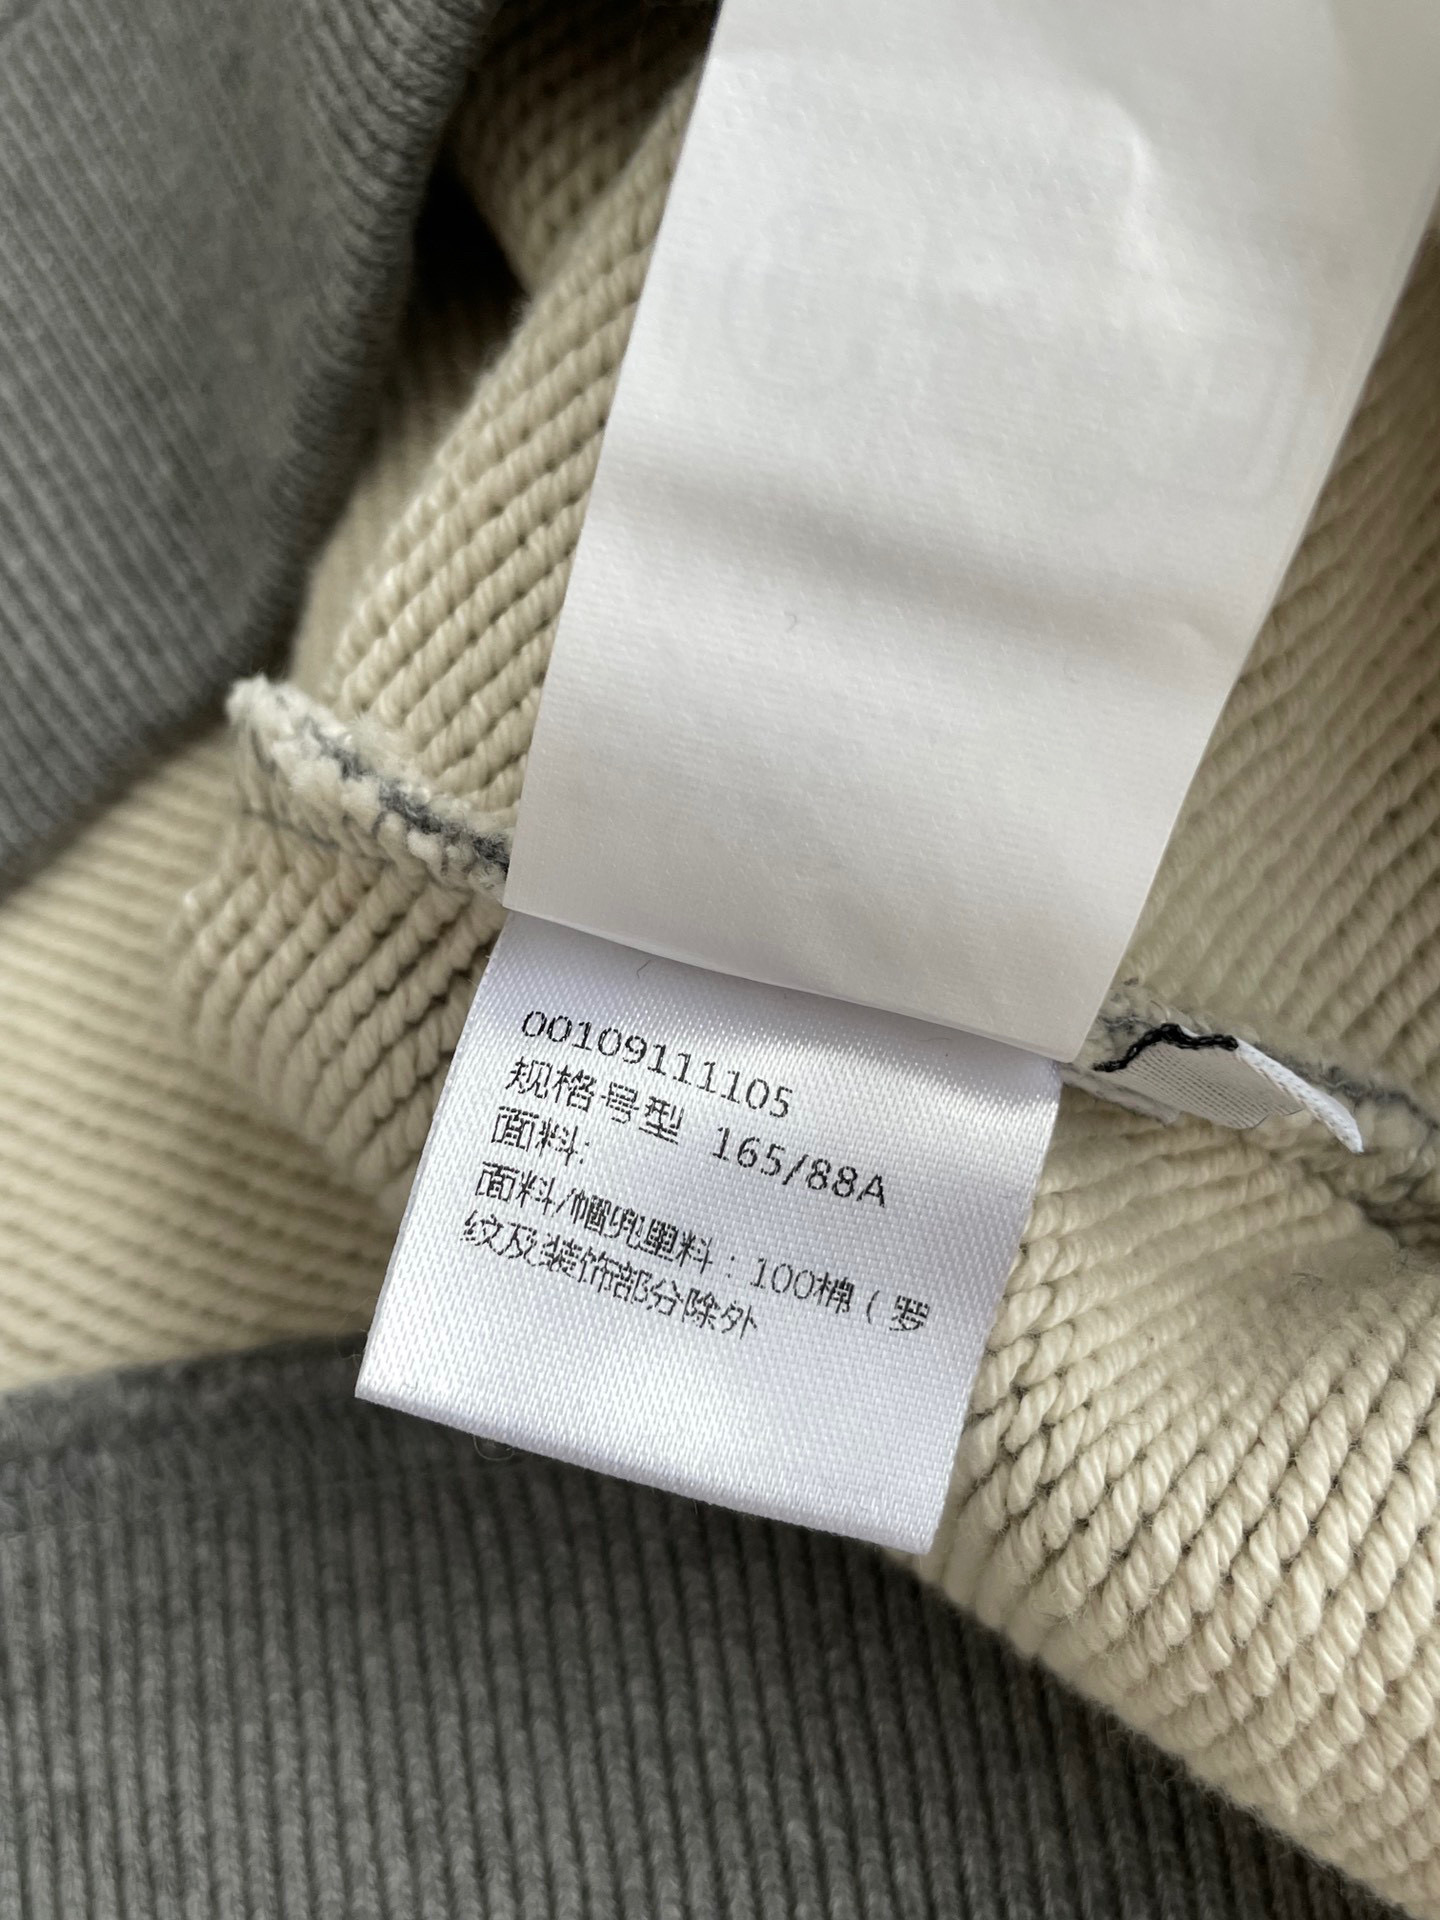 00109111105
规格号型 165/88A
面料:
面料/帽兜里料：100棉（罗
纹及装饰部分除外